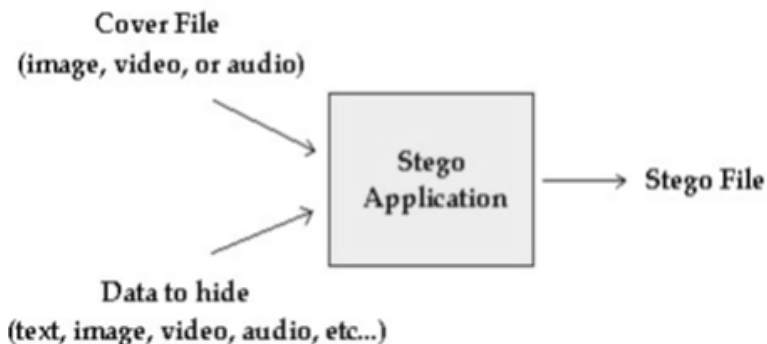 Cover File
(image, video, or audio)
Stego
Application
Stego File
Data to hide
(text, image, video, audio, etc...)